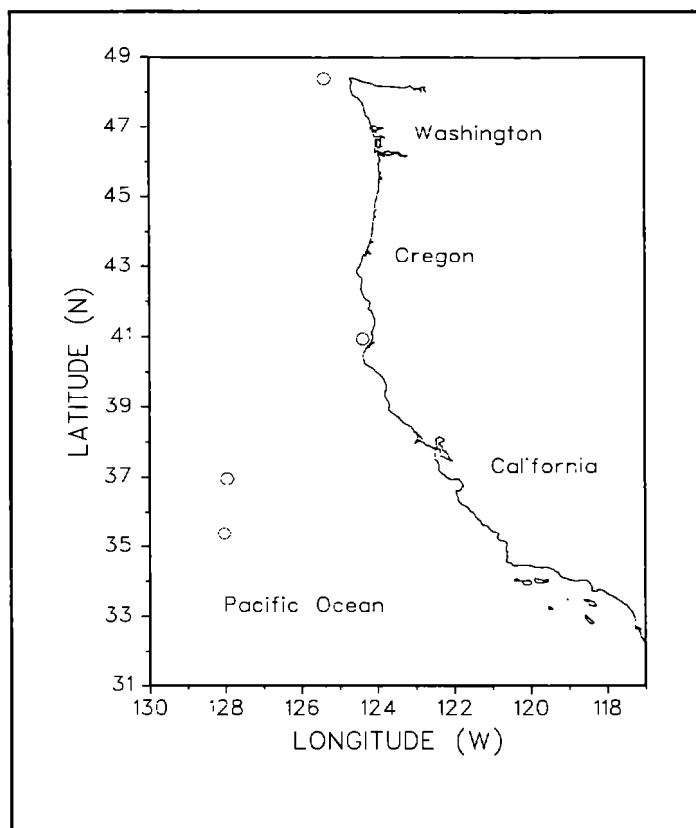 49
47
45
43
41
39
37
35
33
31
LATITUDE (N)
Washington
Cregon
California
Pacific Ocean
130 128 126 124 122 120 118
LONGITUDE (W)